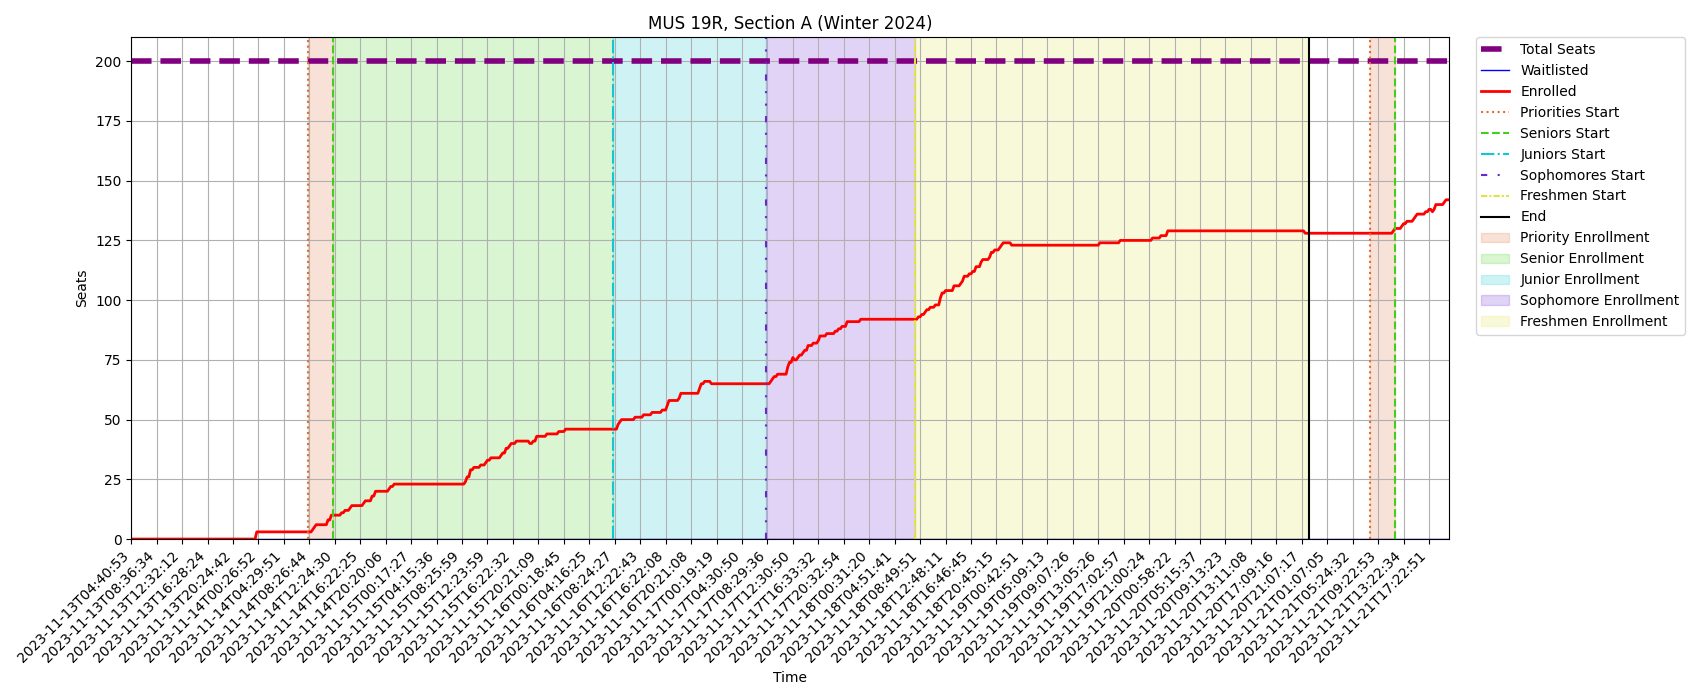 MUS 19R, Section A (Winter 2024)
200
175
150
125
100
75
50
25
0
Seats
2023-11-13T04:40:53
2023-11-13T08:36:34
2023-11-13T12:32:12
2023-11-13T16:28:24
2023-11-13T20:24:42
2023-11-14T00:26:52
2023-11-14T04:29:51
2023-11-14T08:26:44
2023-11-14T12:24:30
2023-11-14T16:22:25
2023-11-14T20:20:06
2023-11-15T00:17:27
2023-11-15T04:15:36
2023-11-15T08:25:59
2023-11-15T12:23:59
2023-11-15T16:22:32
2023-11-15T20:21:09
2023-11-16T00:18:45
2023-11-16T04:16:25
2023-11-16T08:24:27
2023-11-16T12:22:43
2023-11-16T16:22:08
2023-11-16T20:21:08
2023-11-17T00:19:19
2023-11-17T04:30:50
2023-11-17T08:29:36
2023-11-17T12:30:50
2023-11-17T16:33:32
2023-11-17T20:32:54
2023-11-18T00:31:20
2023-11-18T04:51:41
2023-11-18T08:49:51
2023-11-18T12:48:11
2023-11-18T16:46:45
2023-11-18T20:45:15
2023-11-19T00:42:51
2023-11-19T05:09:13
2023-11-19T09:07:26
2023-11-19T13:05:26
2023-11-19T17:02:57
2023-11-19T21:00:24
2023-11-20T00:58:22
2023-11-20T05:15:37
2023-11-20T09:13:23
2023-11-20T13:11:08
2023-11-20T17:09:16
2023-11-20T21:07:17
2023-11-21T01:07:05
2023-11-21T05:24:32
2023-11-21T09:22:53
2023-11-21T13:22:34
2023-11-21T17:22:51
Time
Total Seats
Waitlisted
Enrolled
Priorities Start
Seniors Start
Juniors Start
Sophomores Start
Freshmen Start
End
Priority Enrollment
Senior Enrollment
Junior Enrollment
Sophomore Enrollment
Freshmen Enrollment